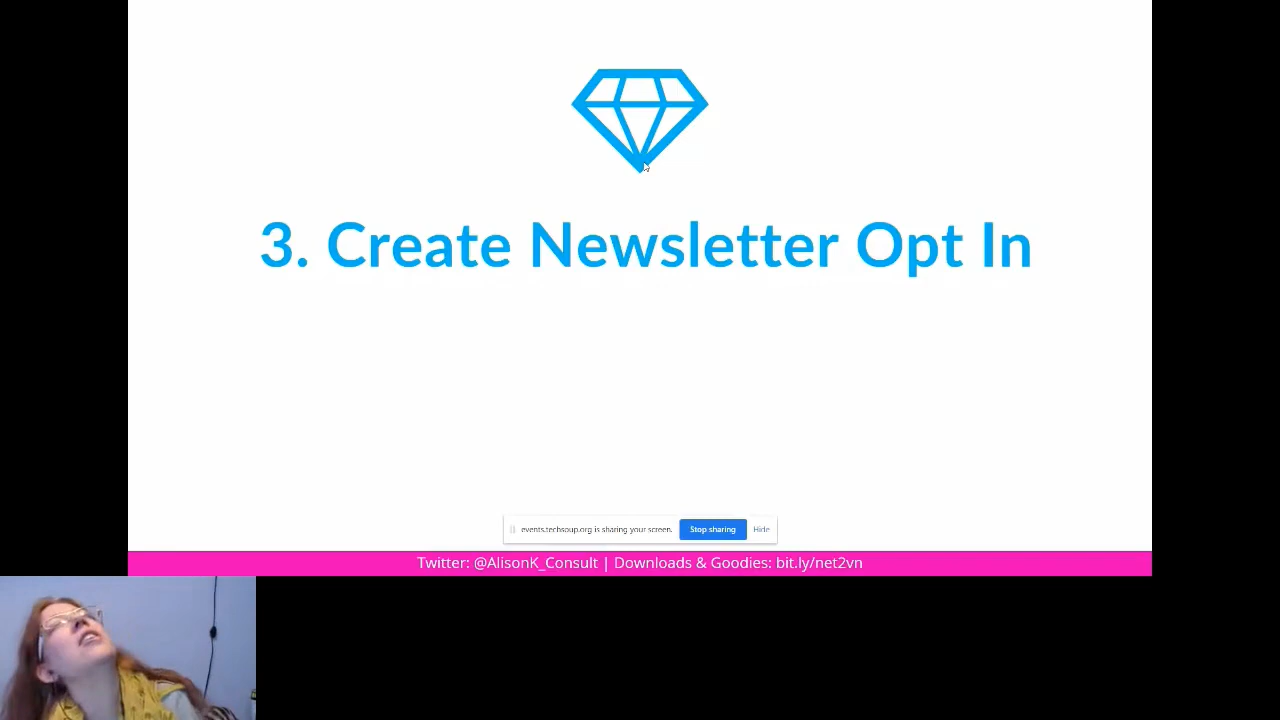 3. Create Newsletter Opt In
events.techsoup.org is sharing your screen.
Stop sharing
Hide
Twitter: @AlisonK_Consult | Downloads & Goodies: bit.ly/net2vn